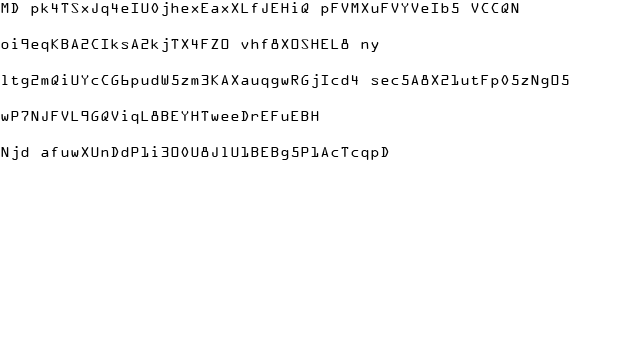 MD pk4TSxJq4eIU0jhexEaxXLfJEHiQ pFVMXuFVYVeIb5 VCCQN
oi9eqKBA2CIksA2kjTX4FZO vhf8XOSHEL8 ny
ltg2mQiUYcCG6pudW5zm3KAXauqgwRGjIcd4 sec5A8X21utFp05zNgO5
wP7NJFVL9GQViqL8BEYHTweeDrEFuEBH
Njd afuwXUnDdP1i3O0U8J1U1BEBg5P1AcTcqpD